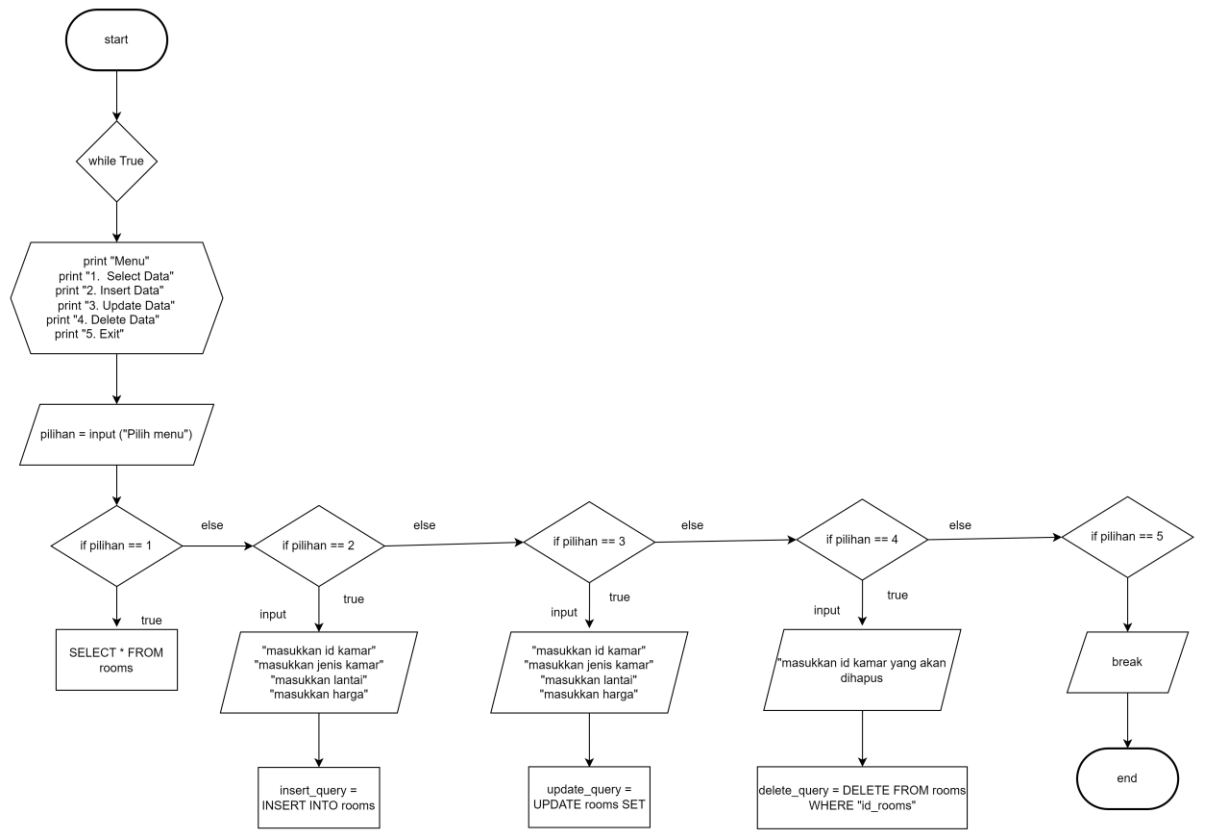 start
while True
print "Menu"
print "1.  Select Data"
print "2. Insert Data"
print "3. Update Data"
print "4. Delete Data"
print "5. Exit"
pilihan = input ("Pilih menu")
if pilihan == 1
else
if pilihan == 2
else
if pilihan == 3
else
if pilihan == 4
else
if pilihan == 5
true
SELECT * FROM
rooms
input
true
"masukkan id kamar"
"masukkan jenis kamar"
"masukkan lantai"
"masukkan harga"
insert_query =
INSERT INTO rooms
input
true
"masukkan id kamar"
"masukkan jenis kamar"
"masukkan lantai"
"masukkan harga"
update_query =
UPDATE rooms SET
input
true
"masukkan id kamar yang akan
dihapus
delete_query = DELETE FROM rooms
WHERE "id_rooms"
break
end